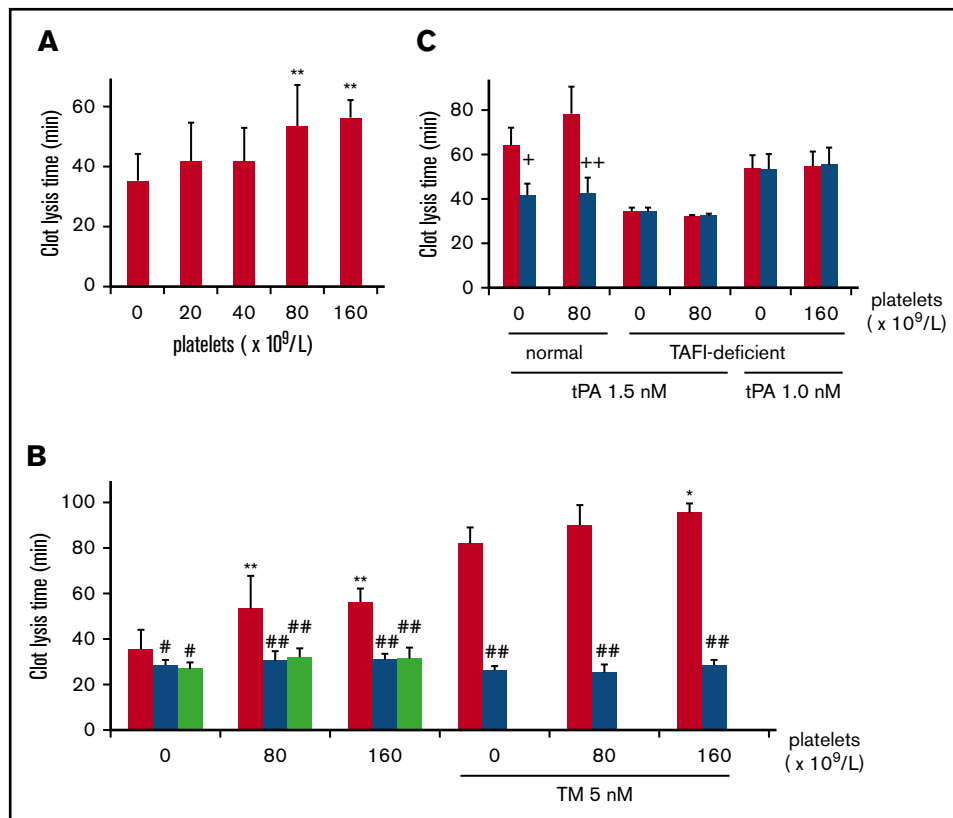 A
Clot lysis time (min)
60
40
20
0
** **
0 20 40 80 160
platelets ( x 10⁹/L)
C
Clot lysis time (min)
80
60
40
20
0
+ ++
0 80 0 80 0 160
platelets
( x 10⁹/L)
normal TAFI-deficient
tPA 1.5 nM tPA 1.0 nM
B
Clot lysis time (min)
100
80
60
40
20
0
# # ** ## ## ** ## ## ## ## * ##
0 80 160 0 80 160
platelets
( x 10⁹/L)
TM 5 nM